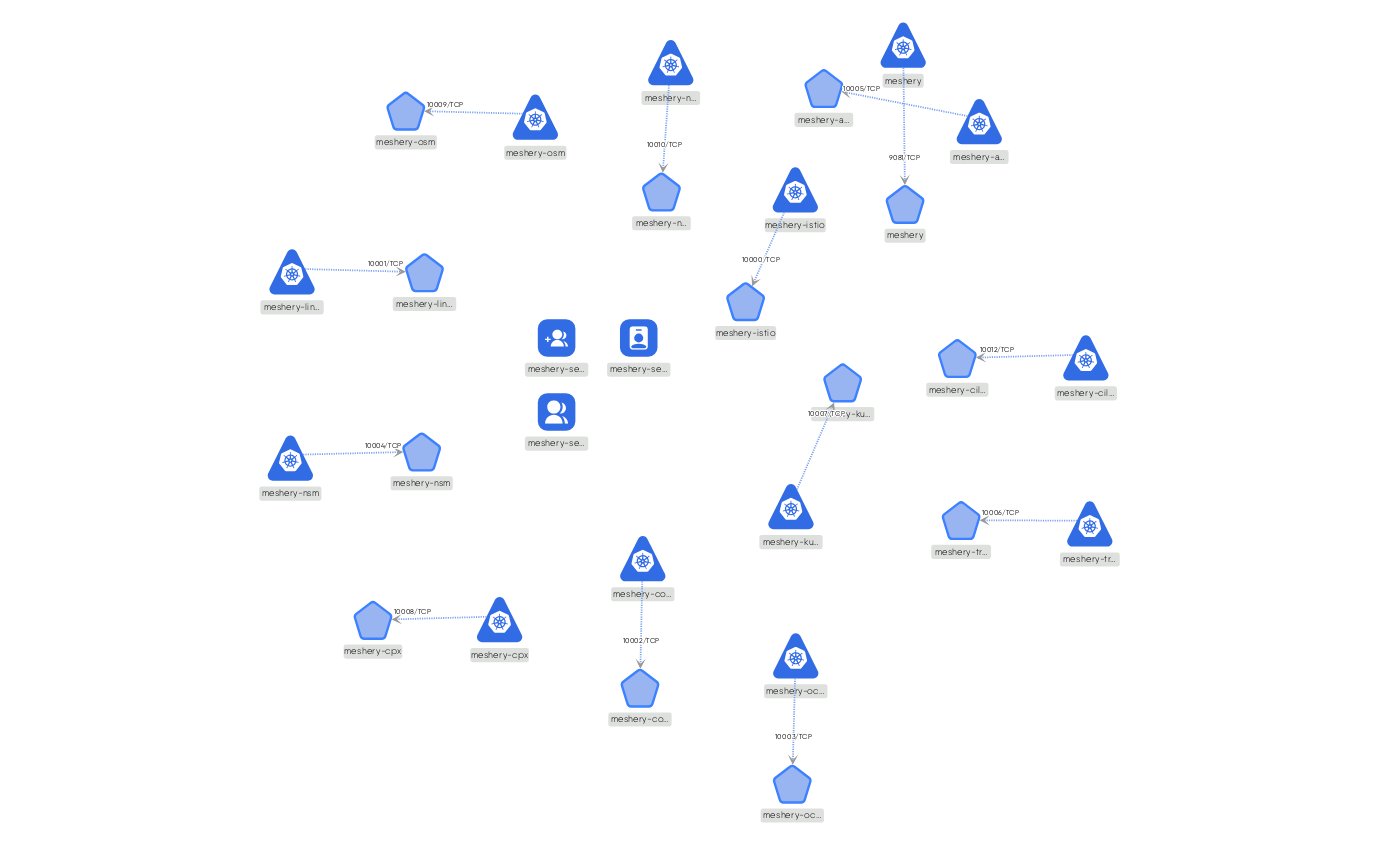 meshery
10005/TCP
meshery-n...
10009/TCP
meshery-a...
meshery-osm
meshery-osm
10010/TCP
9081/TCP
meshery-a...
meshery-n...
meshery-istio
meshery
10000/TCP
10001/TCP
meshery-lin...
meshery-lin...
meshery-istio
10012/TCP
meshery-se...
meshery-se...
meshery-cil...
meshery-cil...
10007/TCP
y-ku...
meshery-se...
10004/TCP
meshery-nsm
meshery-nsm
10006/TCP
meshery-ku...
meshery-tr...
meshery-tr...
meshery-co...
10008/TCP
10002/TCP
meshery-cpx
meshery-cpx
meshery-oc...
meshery-co...
10003/TCP
meshery-oc...